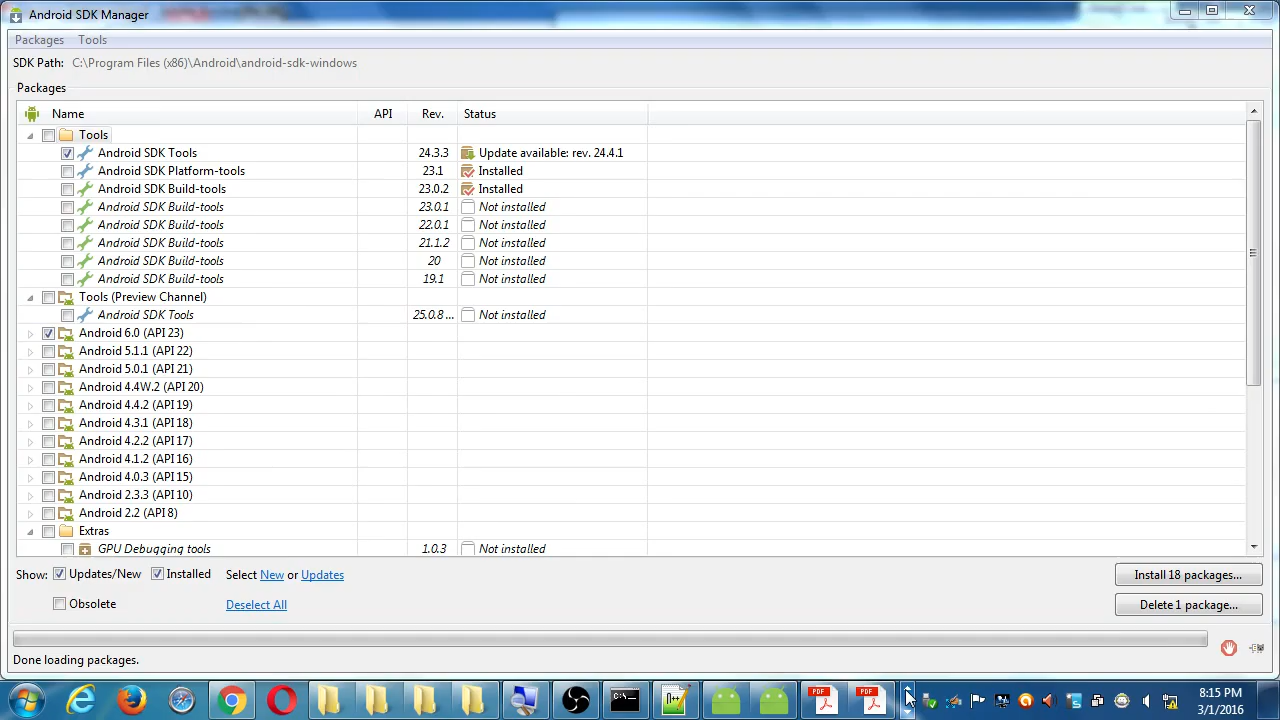 Android SDK Manager
Packages Tools
SDK Path: C:\Program Files (x86)\Android\android-sdk-windows
Packages
Name API Rev. Status
Tools
Android SDK Tools 24.3.3 Update available: rev. 24.4.1
Android SDK Platform-tools 23.1 Installed
Android SDK Build-tools 23.0.2 Installed
Android SDK Build-tools 23.0.1 Not installed
Android SDK Build-tools 22.0.1 Not installed
Android SDK Build-tools 21.1.2 Not installed
Android SDK Build-tools 20 Not installed
Android SDK Build-tools 19.1 Not installed
Tools (Preview Channel)
Android SDK Tools 25.0.8 ... Not installed
Android 6.0 (API 23)
Android 5.1.1 (API 22)
Android 5.0.1 (API 21)
Android 4.4W.2 (API 20)
Android 4.4.2 (API 19)
Android 4.3.1 (API 18)
Android 4.2.2 (API 17)
Android 4.1.2 (API 16)
Android 4.0.3 (API 15)
Android 2.3.3 (API 10)
Android 2.2 (API 8)
Extras
GPU Debugging tools 1.0.3 Not installed
Show: Updates/New Installed Select New or Updates Install 18 packages...
Obsolete Deselect All Delete 1 package...
Done loading packages.
PDF PDF 8:15 PM
3/1/2016